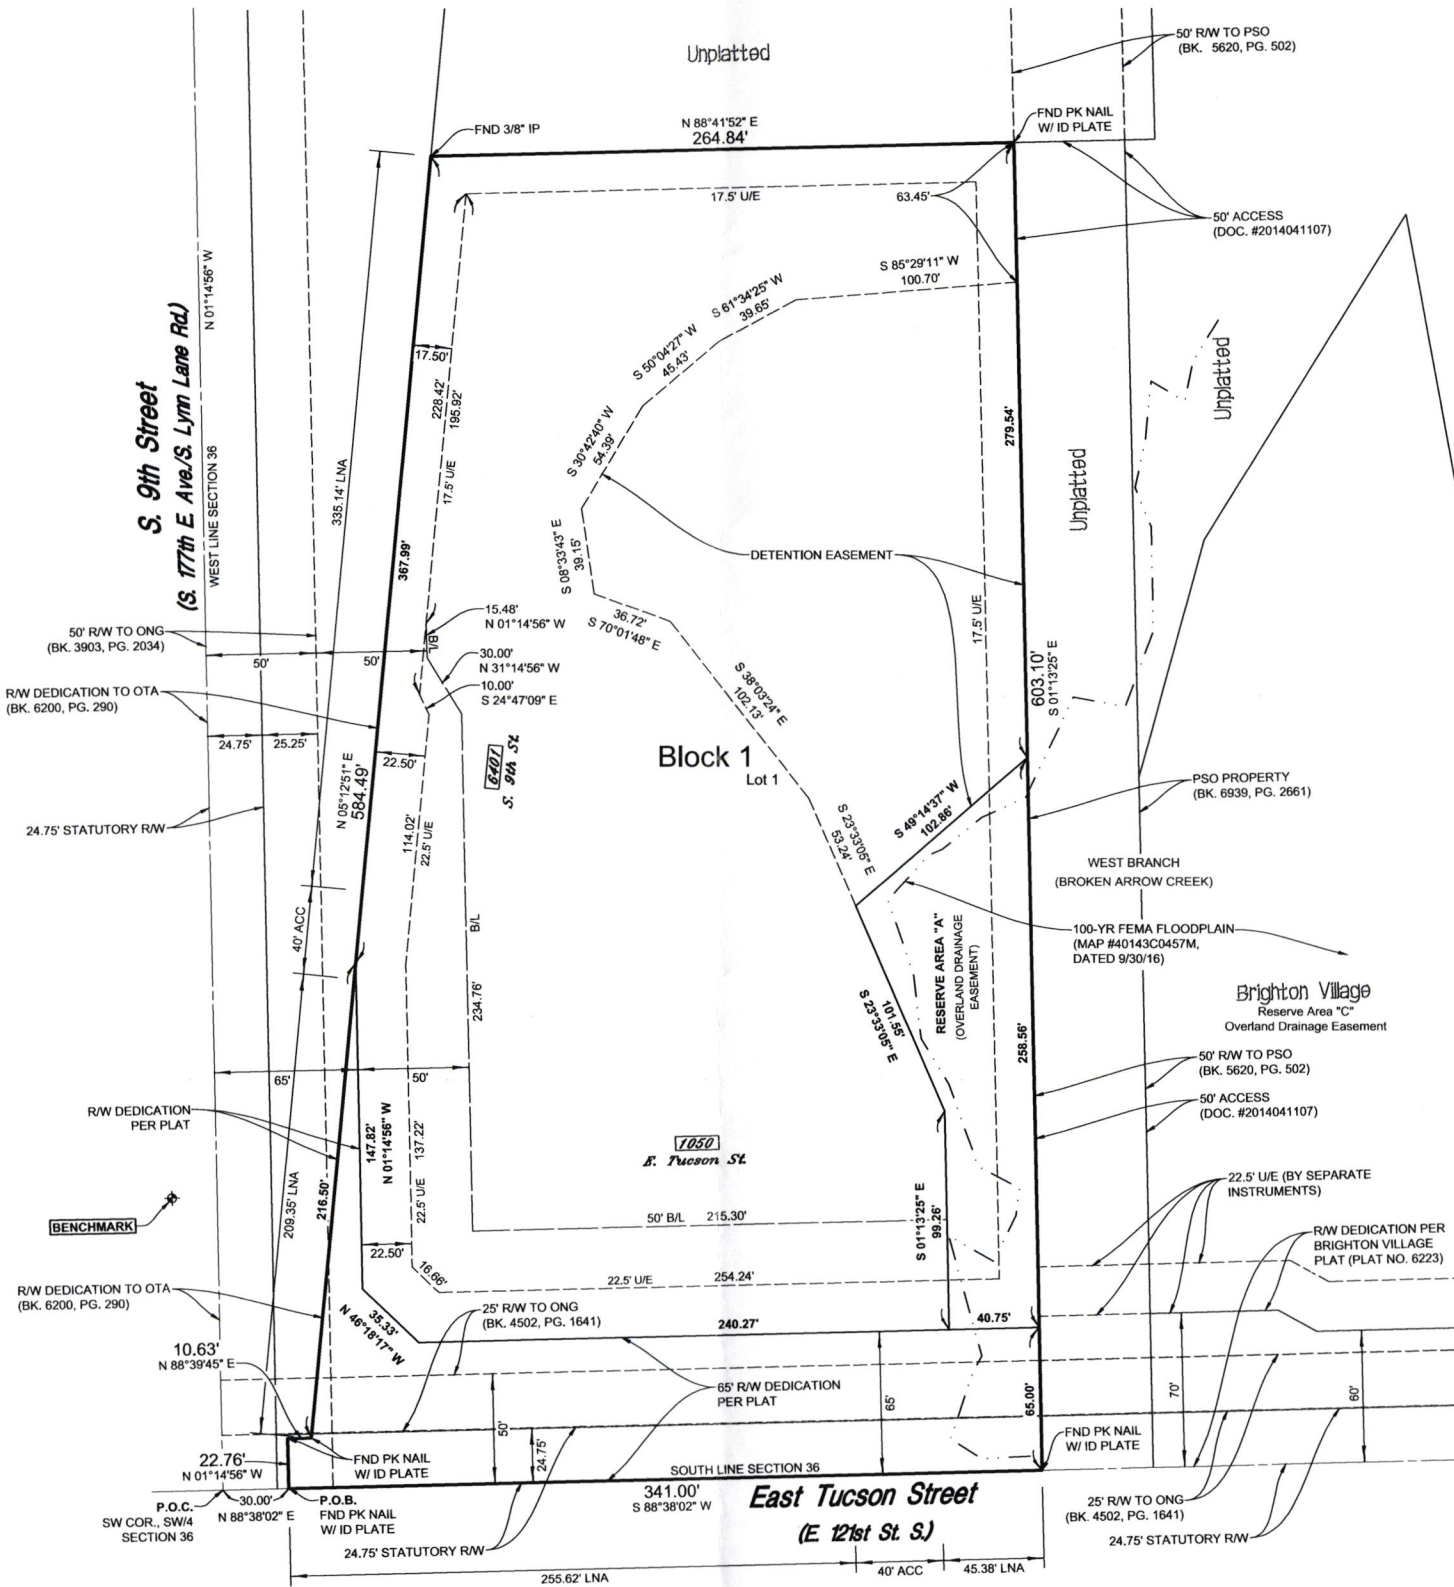 Unplatted
50' R/W TO PSO
(BK. 5620, PG. 502)
FND 3/8" IP
N 88°41'52" E
264.84'
FND PK NAIL
W/ ID PLATE
17.5' U/E
63.45'
50' ACCESS
(DOC. #2014041107)
S 85°29'11" W
100.70'
S 61°34'25" W
39.65'
S 50°04'27" W
45.43'
S 30°42'40" W
54.39'
S 08°33'43" E
39.15'
36.72'
S 70°01'48" E
S 38°03'24" E
102.13'
S 23°33'05" E
53.24'
N 01°14'56" W
WEST LINE SECTION 36
S. 9th Street
(S. 177th E. Ave./S. Lynn Lane Rd.)
335.14' LNA
17.50'
228.42'
195.92'
17.5' U/E
367.99'
279.54'
Unplatted
Unplatted
DETENTION EASEMENT
17.5' U/E
15.48'
N 01°14'56" W
B/L
30.00'
N 31°14'56" W
10.00'
S 24°47'09" E
50' R/W TO ONG
(BK. 3903, PG. 2034)
50'
50'
R/W DEDICATION TO OTA
(BK. 6200, PG. 290)
24.75'
25.25'
22.50'
N 05°12'51" E
584.49'
6401
S. 9th St.
Block 1
Lot 1
603.10'
S 01°13'25" E
PSO PROPERTY
(BK. 6939, PG. 2661)
24.75' STATUTORY R/W
114.02'
22.5' U/E
S 49°14'37" W
102.86'
WEST BRANCH
(BROKEN ARROW CREEK)
40' ACC
B/L
234.76'
RESERVE AREA "A"
(OVERLAND DRAINAGE
EASEMENT)
100-YR FEMA FLOODPLAIN
(MAP #40143C0457M,
DATED 9/30/16)
101.55'
S 23°33'05" E
258.56'
Brighton Village
Reserve Area "C"
Overland Drainage Easement
50' R/W TO PSO
(BK. 5620, PG. 502)
50' ACCESS
(DOC. #2014041107)
65'
50'
R/W DEDICATION
PER PLAT
147.82'
N 01°14'56" W
137.22'
22.5' U/E
1050
E. Tucson St.
22.5' U/E (BY SEPARATE
INSTRUMENTS)
BENCHMARK
209.35' LNA
216.50'
50' B/L 215.30'
S 01°13'25" E
99.26'
R/W DEDICATION PER
BRIGHTON VILLAGE
PLAT (PLAT NO. 6223)
22.50'
16.66'
22.5' U/E
254.24'
R/W DEDICATION TO OTA
(BK. 6200, PG. 290)
35.33'
N 46°18'17" W
25' R/W TO ONG
(BK. 4502, PG. 1641)
240.27'
40.75'
10.63'
N 88°39'45" E
65' R/W DEDICATION
PER PLAT
65'
65.00'
70'
60'
50'
24.75'
22.76'
N 01°14'56" W
FND PK NAIL
W/ ID PLATE
SOUTH LINE SECTION 36
FND PK NAIL
W/ ID PLATE
341.00'
S 88°38'02" W
East Tucson Street
(E. 121st St. S.)
P.O.C.
SW COR., SW/4
SECTION 36
30.00'
N 88°38'02" E
P.O.B.
FND PK NAIL
W/ ID PLATE
24.75' STATUTORY R/W
25' R/W TO ONG
(BK. 4502, PG. 1641)
24.75' STATUTORY R/W
255.62' LNA
40' ACC
45.38' LNA